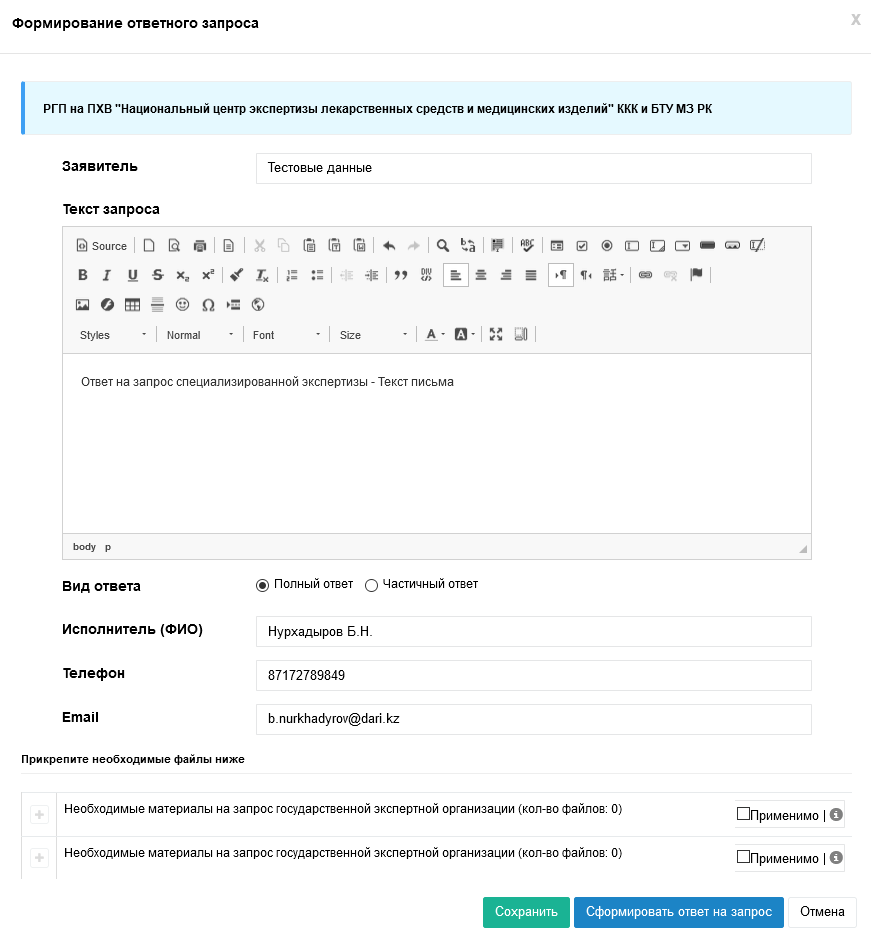 Формирование ответного запроса X
РГП на ПХВ "Национальный центр экспертизы лекарственных средств и медицинских изделий" ККК и БТУ МЗ РК
Заявитель Тестовые данные
Текст запроса
Source
Styles Normal Font Size
Ответ на запрос специализированной экспертизы - Текст письма
body p
Вид ответа Полный ответ Частичный ответ
Исполнитель (ФИО) Нурхадыров Б.Н.
Телефон 87172789849
Email b.nurkhadyrov@dari.kz
Прикрепите необходимые файлы ниже
Необходимые материалы на запрос государственной экспертной организации (кол-во файлов: 0) Применимо |
Необходимые материалы на запрос государственной экспертной организации (кол-во файлов: 0) Применимо |
Сохранить Сформировать ответ на запрос Отмена